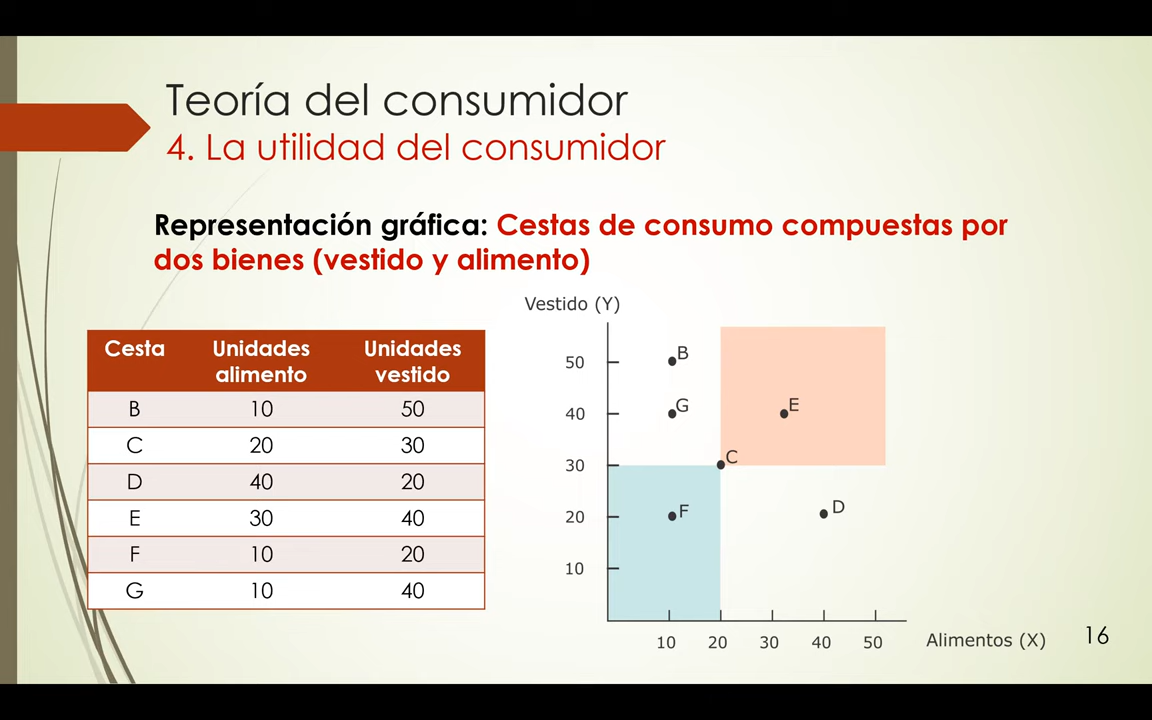 Teoría del consumidor
4. La utilidad del consumidor
Representación gráfica: Cestas de consumo compuestas por
dos bienes (vestido y alimento)
Cesta Unidades alimento Unidades vestido
B 10 50
C 20 30
D 40 20
E 30 40
F 10 20
G 10 40
Vestido (Y)
50
40
30
20
10
B
G
E
C
F
D
10 20 30 40 50
Alimentos (X)
16